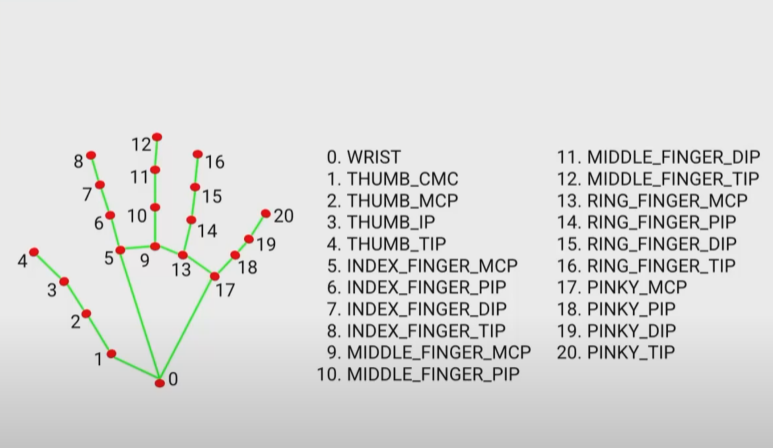 12
8
16
11
7
15
10
6
20
14
19
5
9
13
18
4
17
3
2
1
0
0. WRIST
1. THUMB_CMC
2. THUMB_MCP
3. THUMB_IP
4. THUMB_TIP
5. INDEX_FINGER_MCP
6. INDEX_FINGER_PIP
7. INDEX_FINGER_DIP
8. INDEX_FINGER_TIP
9. MIDDLE_FINGER_MCP
10. MIDDLE_FINGER_PIP
11. MIDDLE_FINGER_DIP
12. MIDDLE_FINGER_TIP
13. RING_FINGER_MCP
14. RING_FINGER_PIP
15. RING_FINGER_DIP
16. RING_FINGER_TIP
17. PINKY_MCP
18. PINKY_PIP
19. PINKY_DIP
20. PINKY_TIP